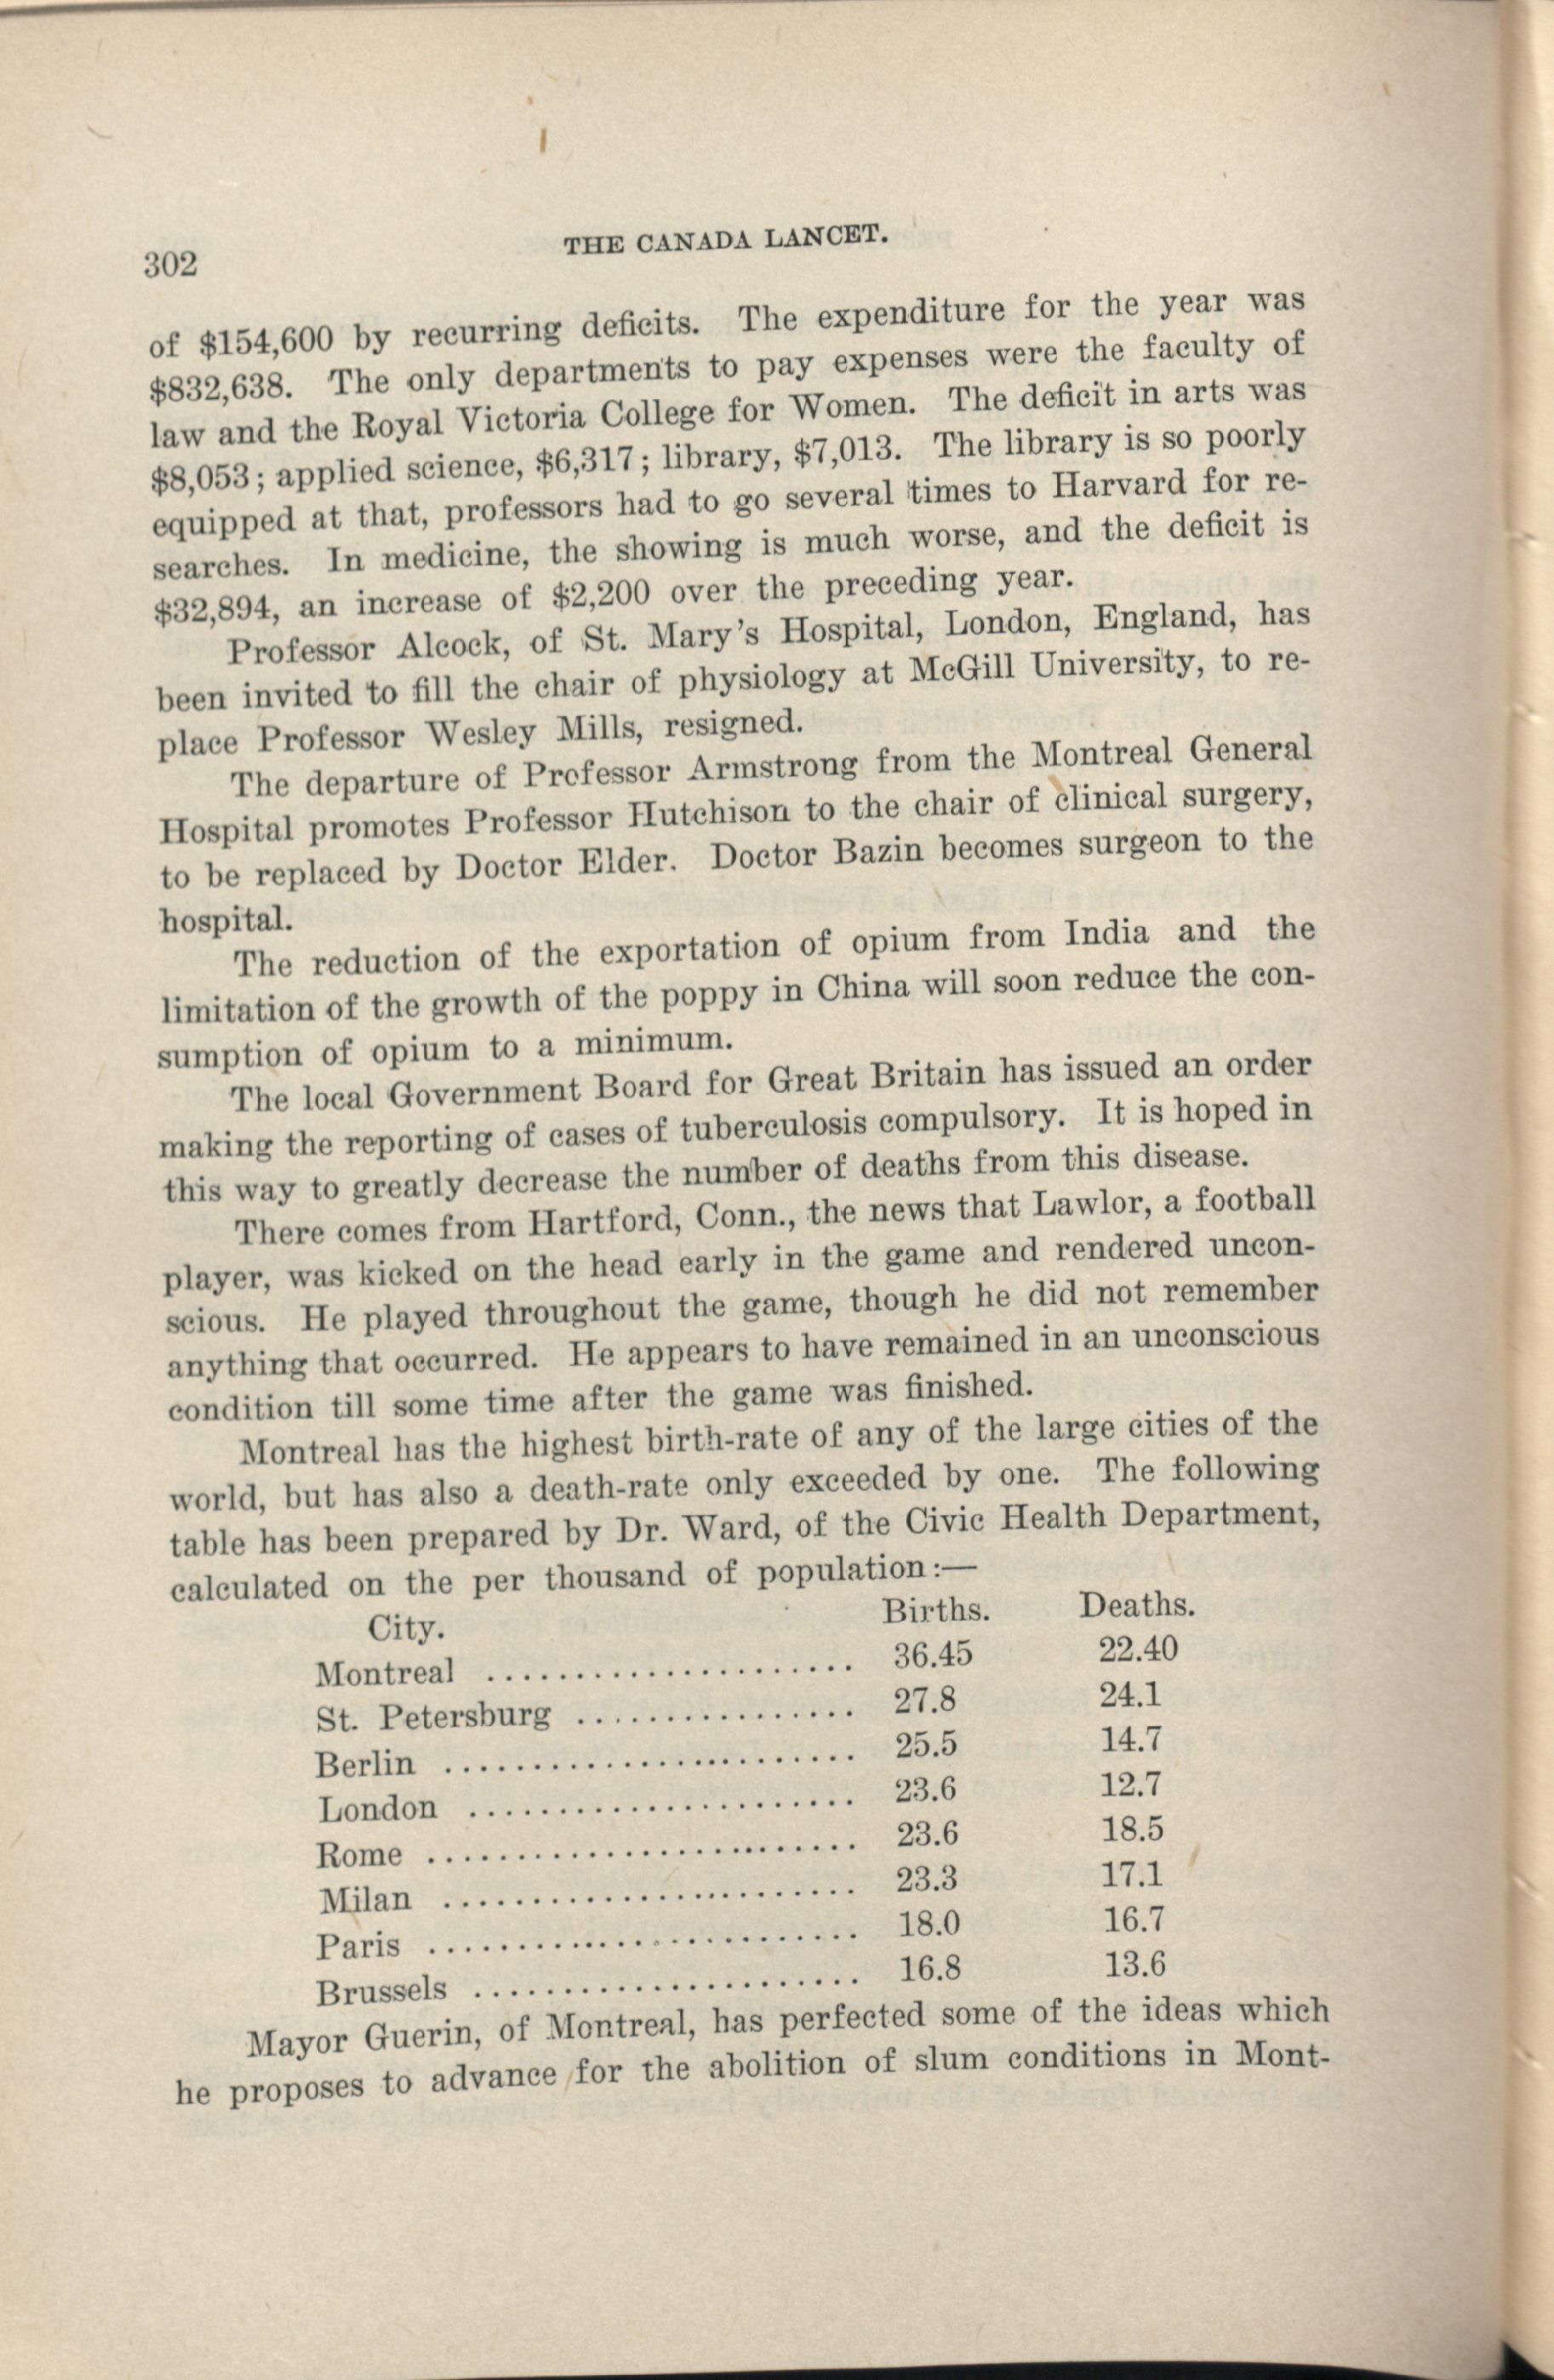 302
THE CANADA LANCET.
of $154,600 by recurring deficits. The expenditure for the year was
$832,638. The only departments to pay expenses were the faculty of
law and the Royal Victoria College for Women. The deficit in arts was
$8,053; applied science, $6,317; library, $7,013. The library is so poorly
equipped at that, professors had to go several times to Harvard for re-
searches. In medicine, the showing is much worse, and the deficit is
$32,894, an increase of $2,200 over the preceding year.
Professor Alcock, of St. Mary's Hospital, London, England, has
been invited to fill the chair of physiology at McGill University, to re-
place Professor Wesley Mills, resigned.
The departure of Professor Armstrong from the Montreal General
Hospital promotes Professor Hutchison to the chair of clinical surgery,
to be replaced by Doctor Elder. Doctor Bazin becomes surgeon to the
hospital.
The reduction of the exportation of opium from India and the
limitation of the growth of the poppy in China will soon reduce the con-
sumption of opium to a minimum.
The local Government Board for Great Britain has issued an order
making the reporting of cases of tuberculosis compulsory. It is hoped in
this way to greatly decrease the number of deaths from this disease.
There comes from Hartford, Conn., the news that Lawlor, a football
player, was kicked on the head early in the game and rendered uncon-
scious. He played throughout the game, though he did not remember
anything that occurred. He appears to have remained in an unconscious
condition till some time after the game was finished.
Montreal has the highest birth-rate of any of the large cities of the
world, but has also a death-rate only exceeded by one. The following
table has been prepared by Dr. Ward, of the Civic Health Department,
calculated on the per thousand of population:—
City. Births. Deaths.
Montreal ..................... 36.45 22.40
St. Petersburg ................ 27.8 24.1
Berlin ....................... 25.5 14.7
London ...................... 23.6 12.7
Rome ........................ 23.6 18.5
Milan ....................... 23.3 17.1
Paris ........................ 18.0 16.7
Brussels ...................... 16.8 13.6
Mayor Guerin, of Montreal, has perfected some of the ideas which
he proposes to advance for the abolition of slum conditions in Mont-